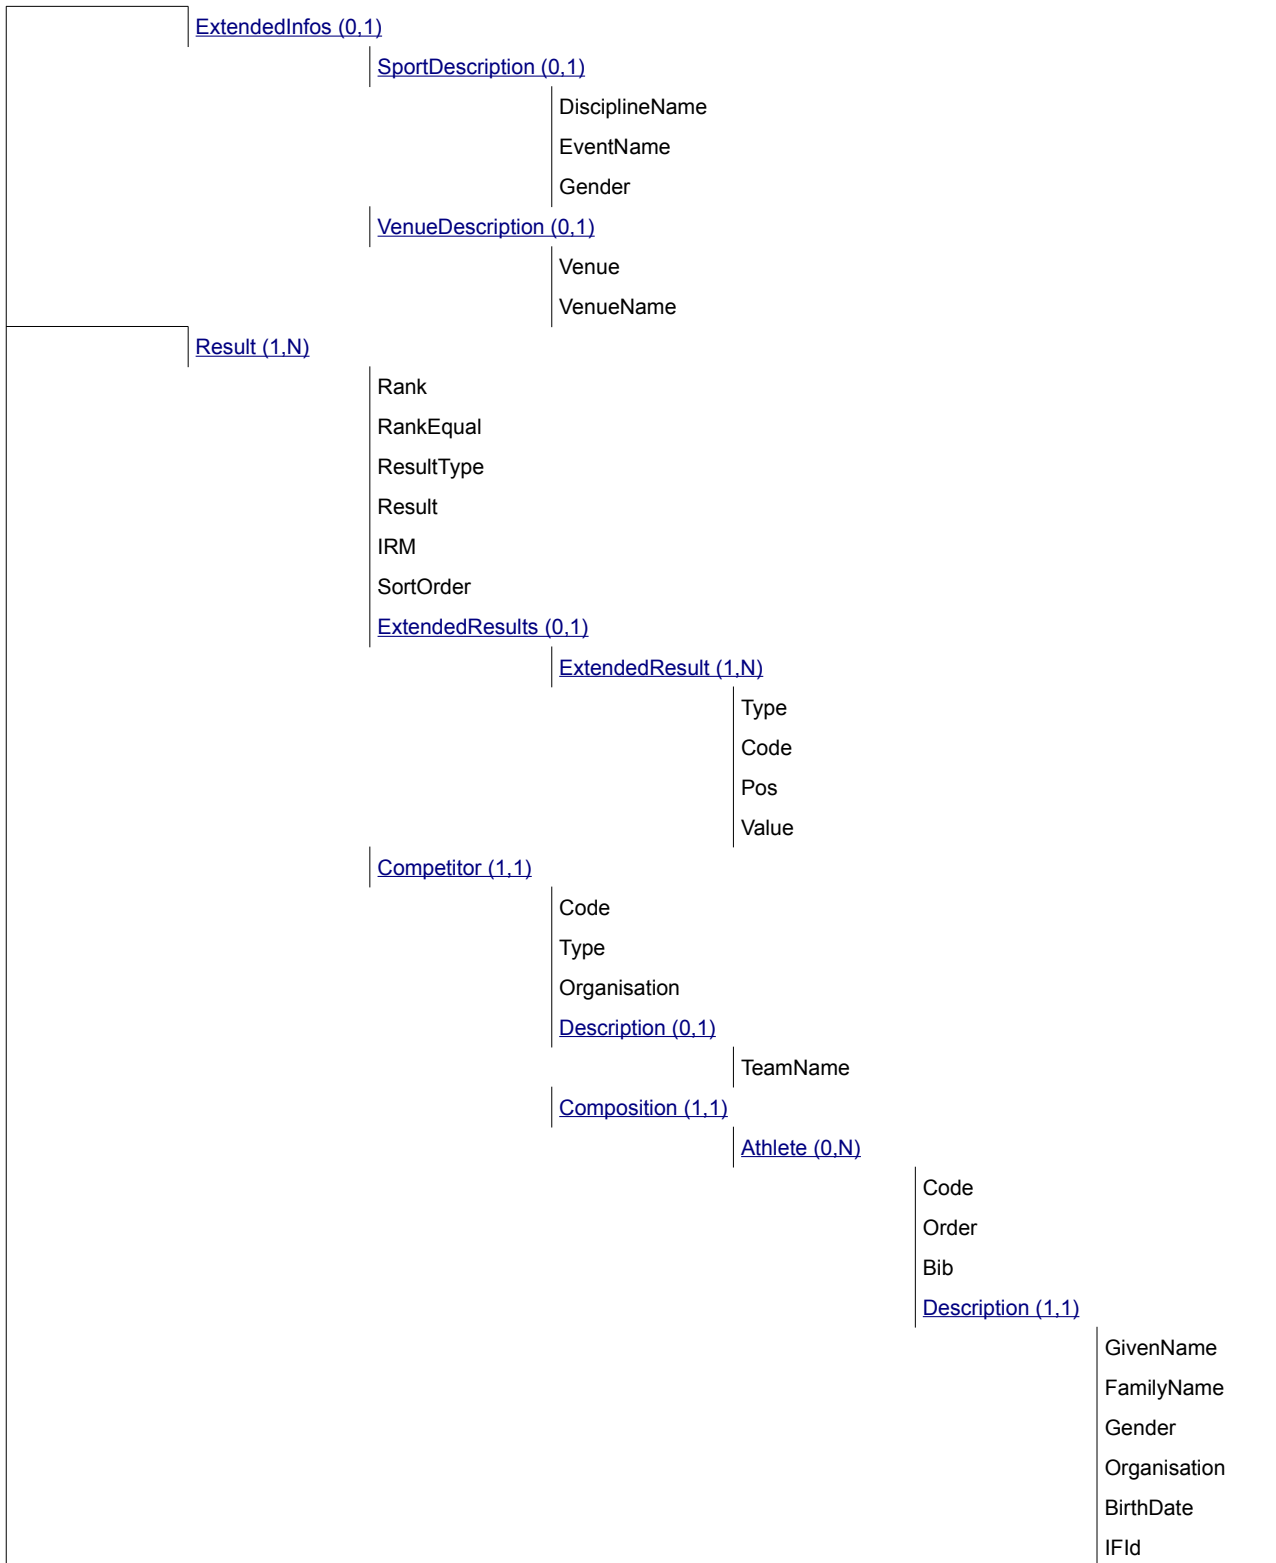 ExtendedInfos (0,1)
SportDescription (0,1)
DisciplineName
EventName
Gender
VenueDescription (0,1)
Venue
VenueName
Result (1,N)
Rank
RankEqual
ResultType
Result
IRM
SortOrder
ExtendedResults (0,1)
ExtendedResult (1,N)
Type
Code
Pos
Value
Competitor (1,1)
Code
Type
Organisation
Description (0,1)
TeamName
Composition (1,1)
Athlete (0,N)
Code
Order
Bib
Description (1,1)
GivenName
FamilyName
Gender
Organisation
BirthDate
IFId